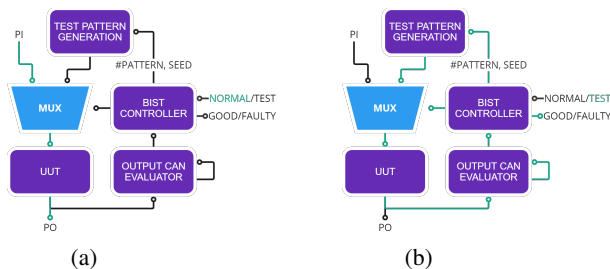 TEST PATTERN
GENERATION
PI
#PATTERN, SEED
MUX
BIST
CONTROLLER
NORMAL/TEST
GOOD/FAULTY
UUT
OUTPUT CAN
EVALUATOR
PO
(a)
TEST PATTERN
GENERATION
PI
#PATTERN, SEED
MUX
BIST
CONTROLLER
NORMAL/TEST
GOOD/FAULTY
UUT
OUTPUT CAN
EVALUATOR
PO
(b)